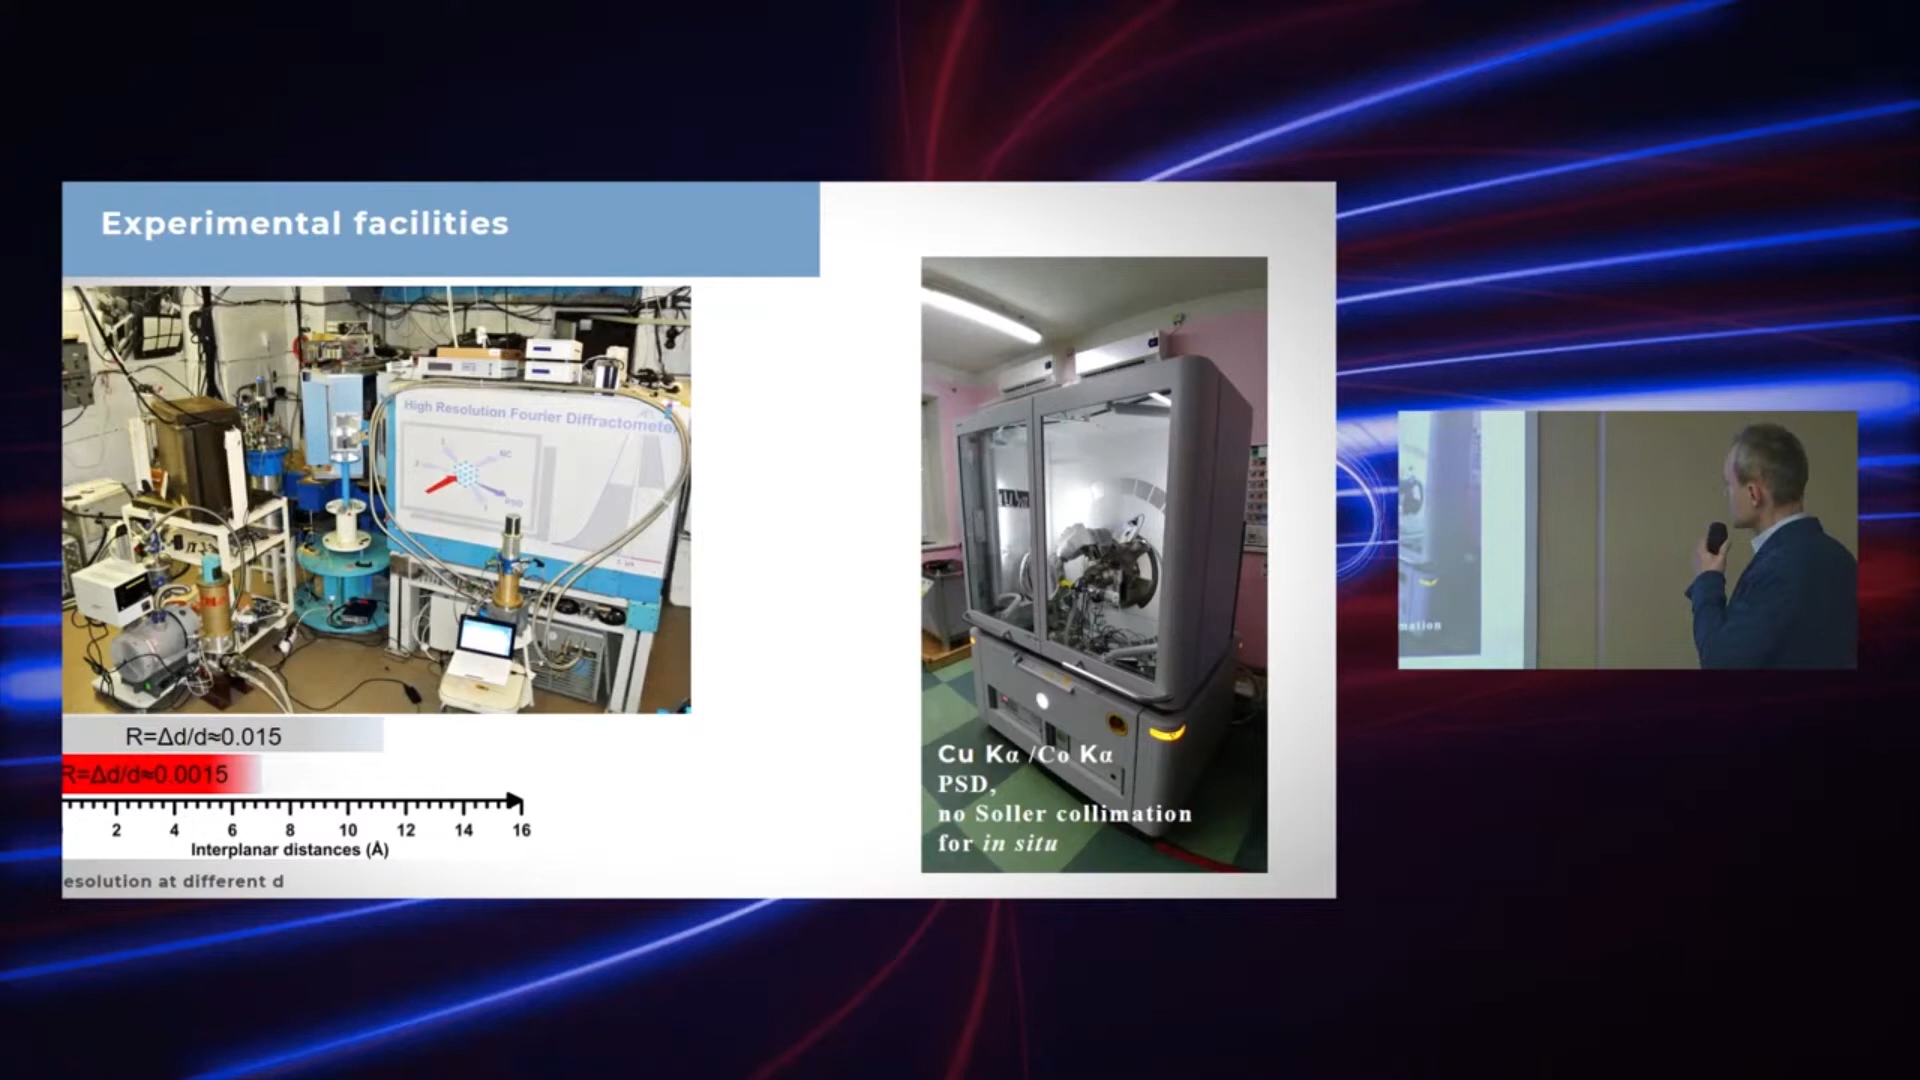 Experimental facilities
High Resolution Fourier Diffractometer
R=Δd/d≈0.015
R=Δd/d≈0.0015
2 4 6 8 10 12 14 16
Interplanar distances (Å)
esolution at different d
Cu Kα /Co Kα
PSD,
no Soller collimation
for in situ
mation